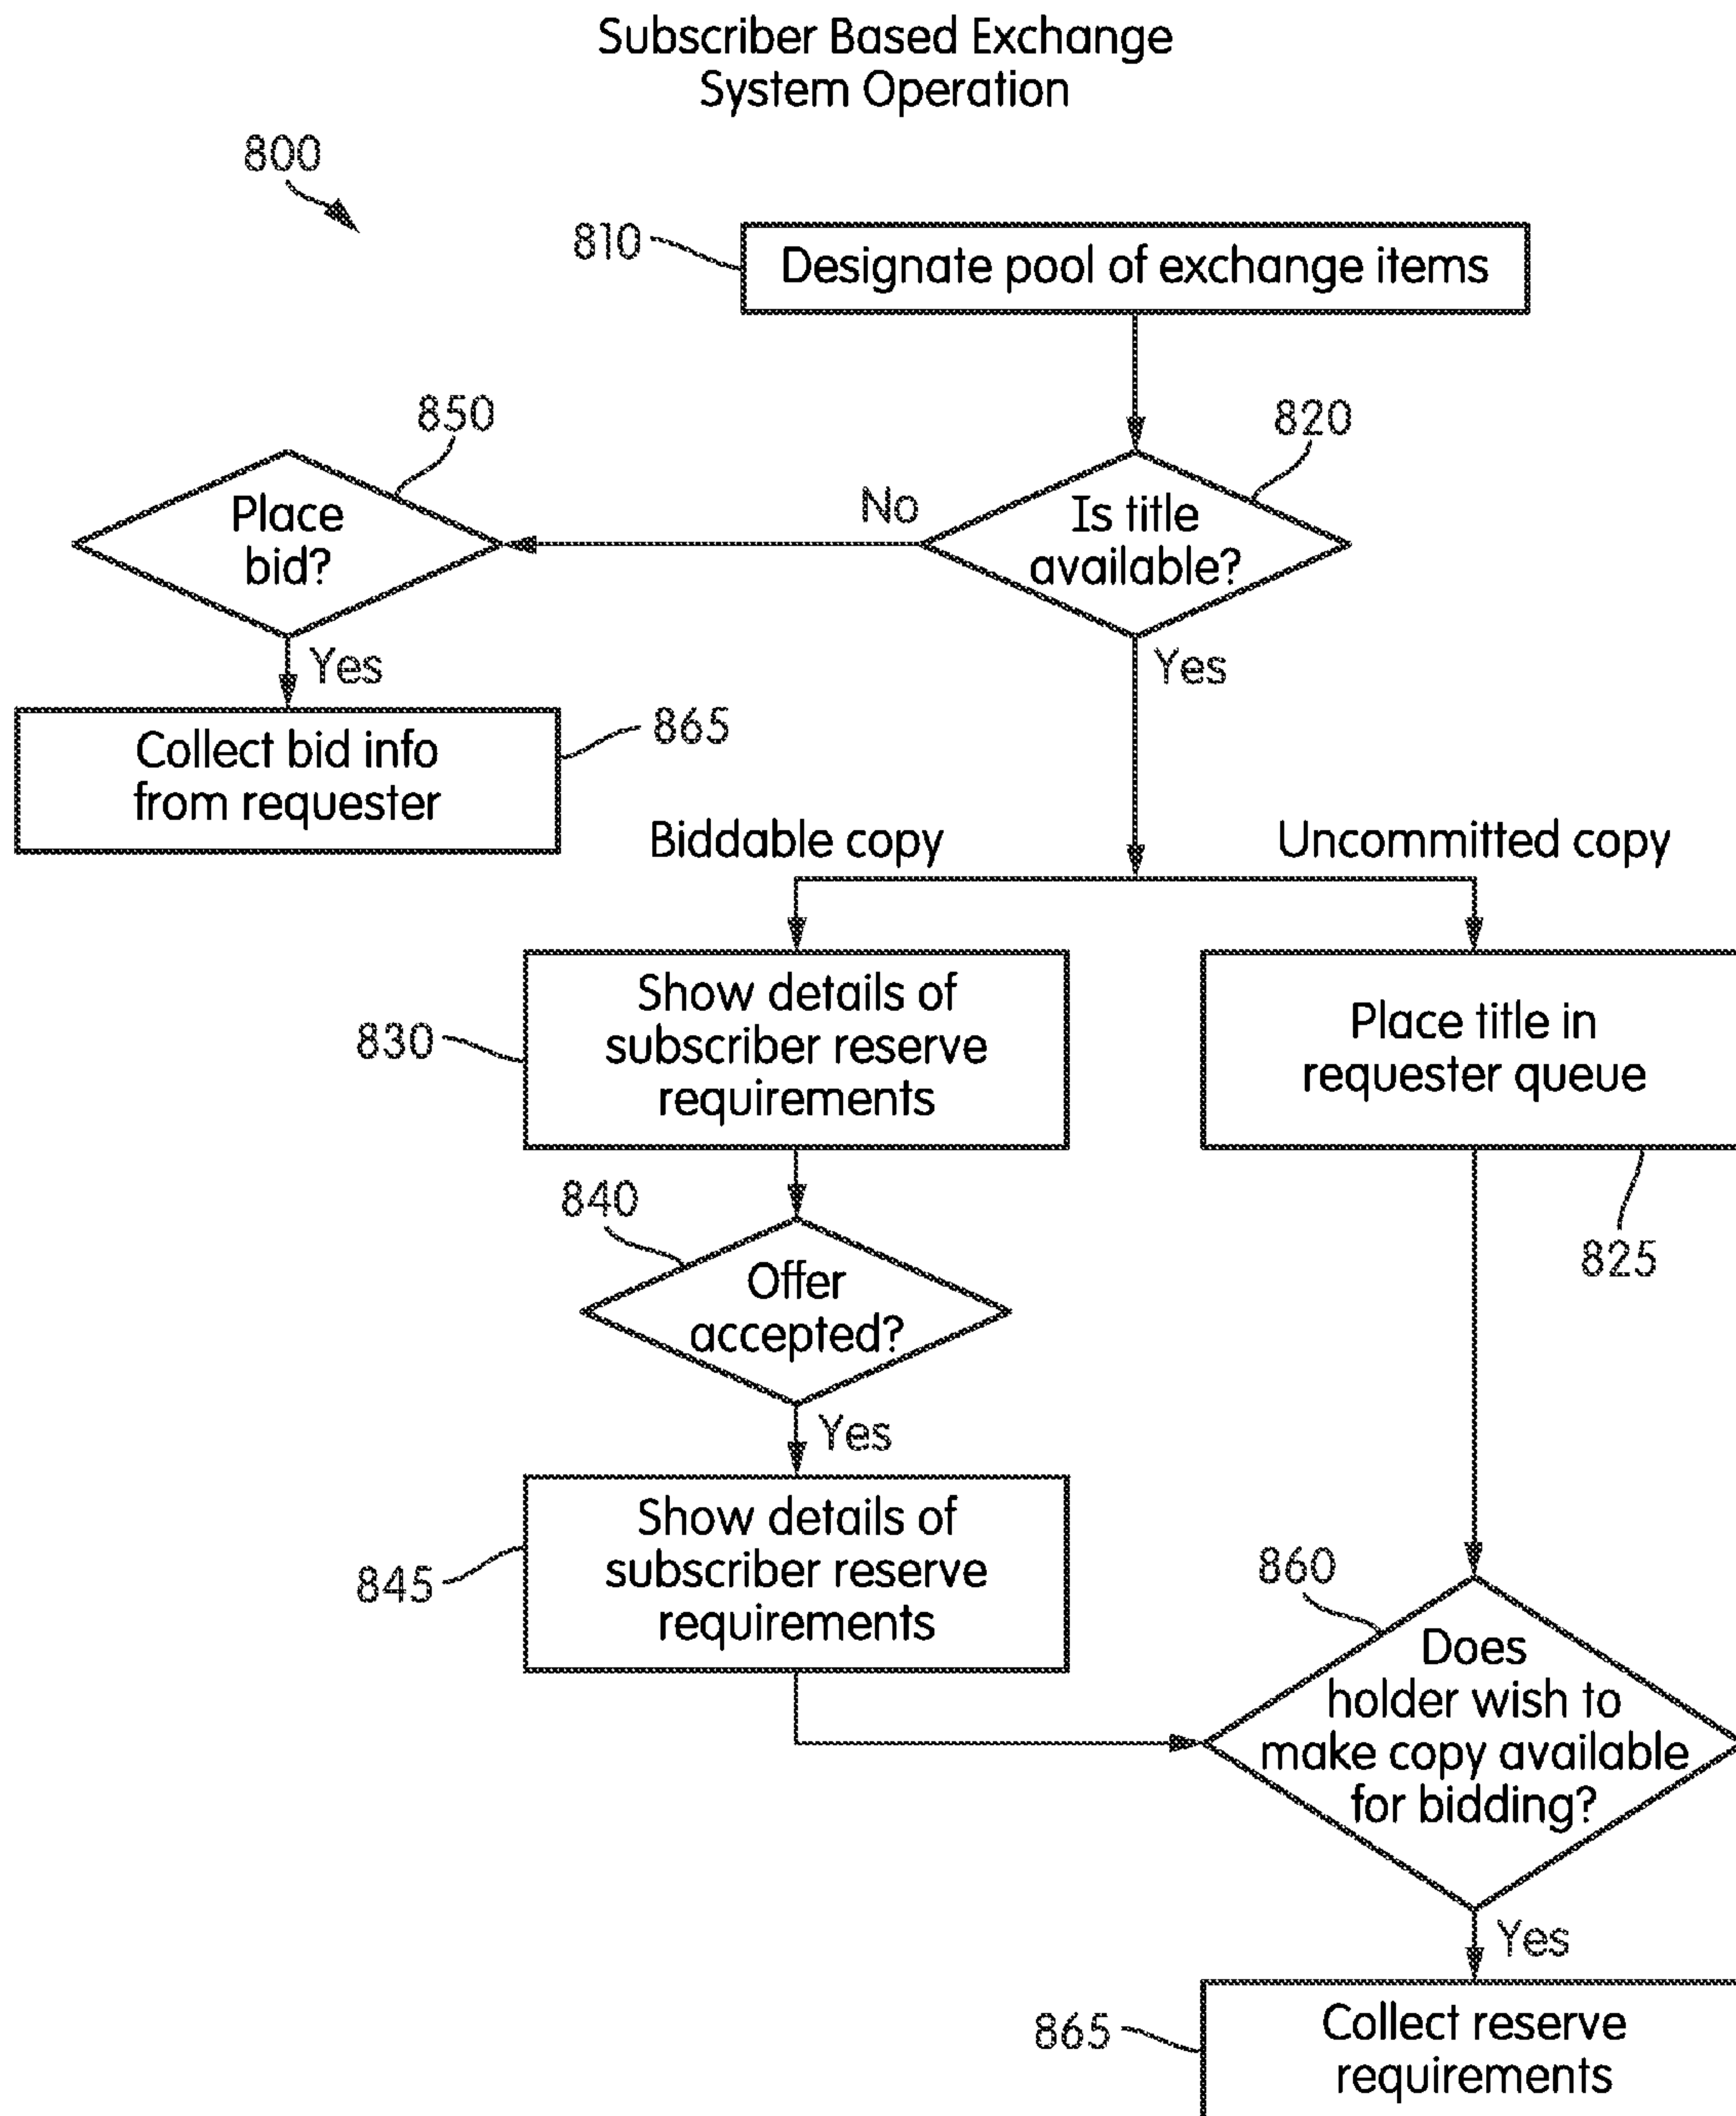 Subscriber Based Exchange
System Operation
800
810
Designate pool of exchange items
850
820
Place
bid?
No
Is title
available?
Yes
Yes
Collect bid info
from requester
865
Biddable copy
Uncommitted copy
Show details of
subscriber reserve
requirements
830
Place title in
requester queue
825
840
Offer
accepted?
Yes
Show details of
subscriber reserve
requirements
845
860
Does
holder wish to
make copy available
for bidding?
Yes
865
Collect reserve
requirements